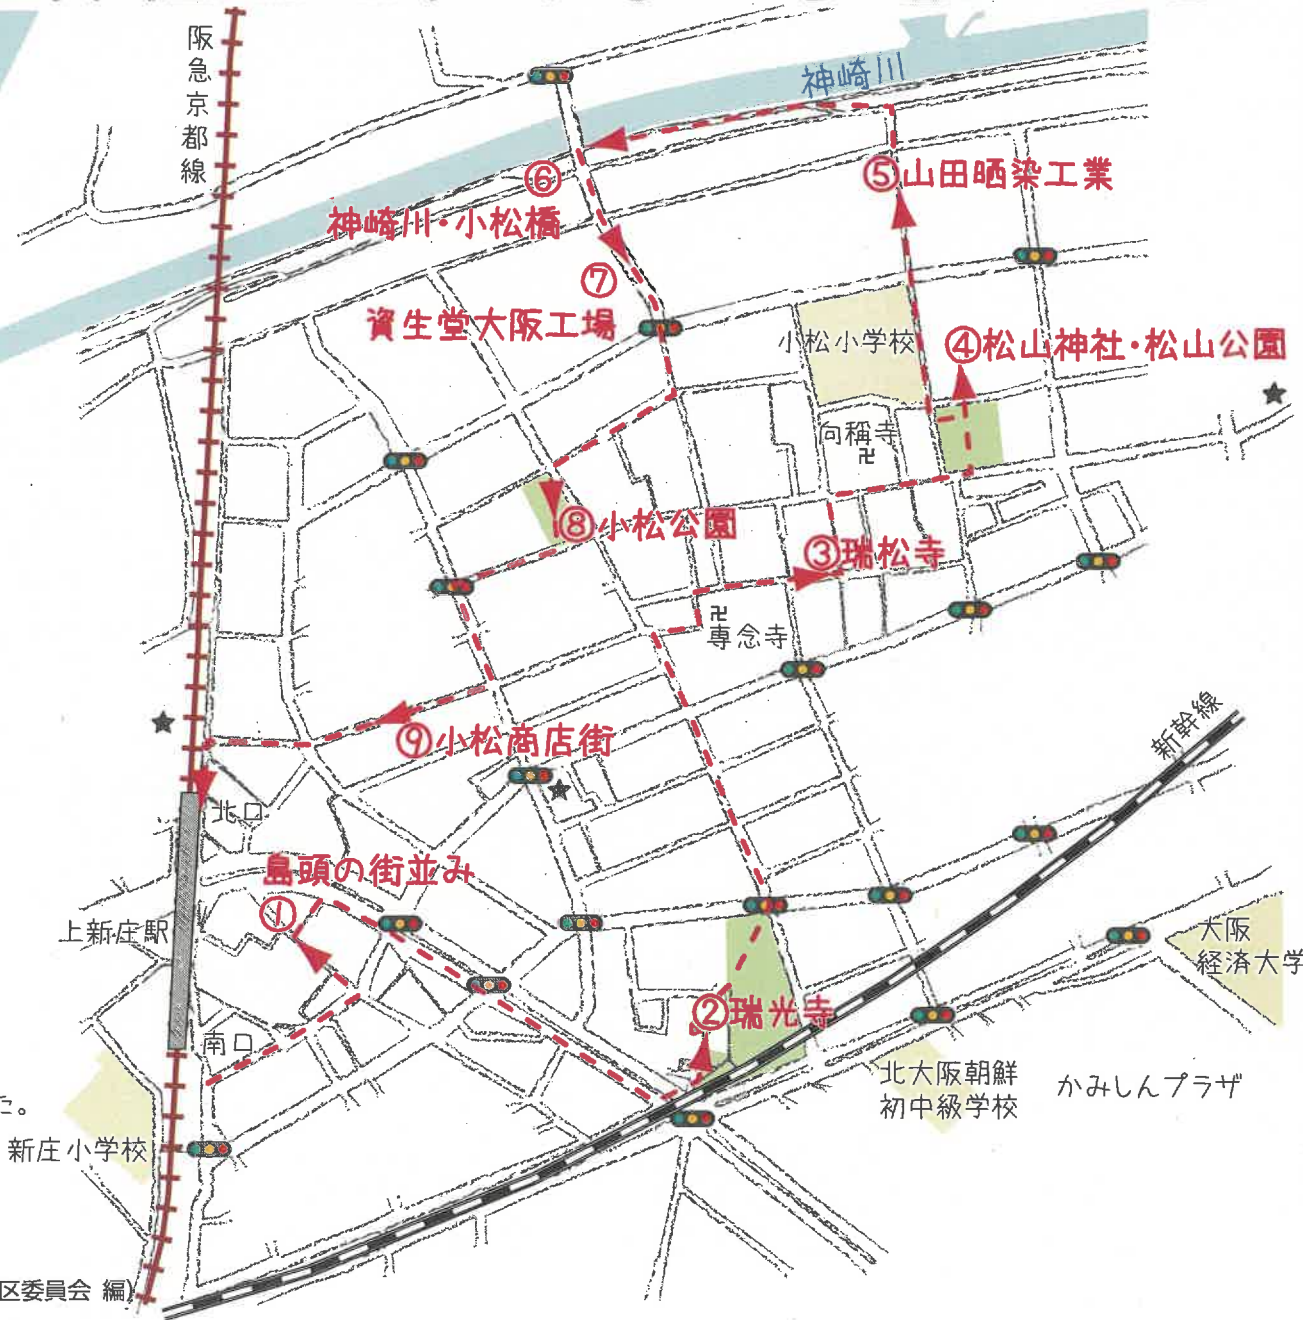 阪急京都線
神崎川
⑤山田晒染工業
⑥
神崎川・小松橋
⑦
資生堂大阪工場
小松小学校
④松山神社・松山公園
向稱寺
卍
⑧小松公園
③瑞松寺
卍
専念寺
⑨小松商店街
新幹線
北口
島頭の街並み
①
上新庄駅
大阪
経済大学
②瑞光寺
南口
北大阪朝鮮
初中級学校
かみしんプラザ
た。
新庄小学校
区委員会 編)